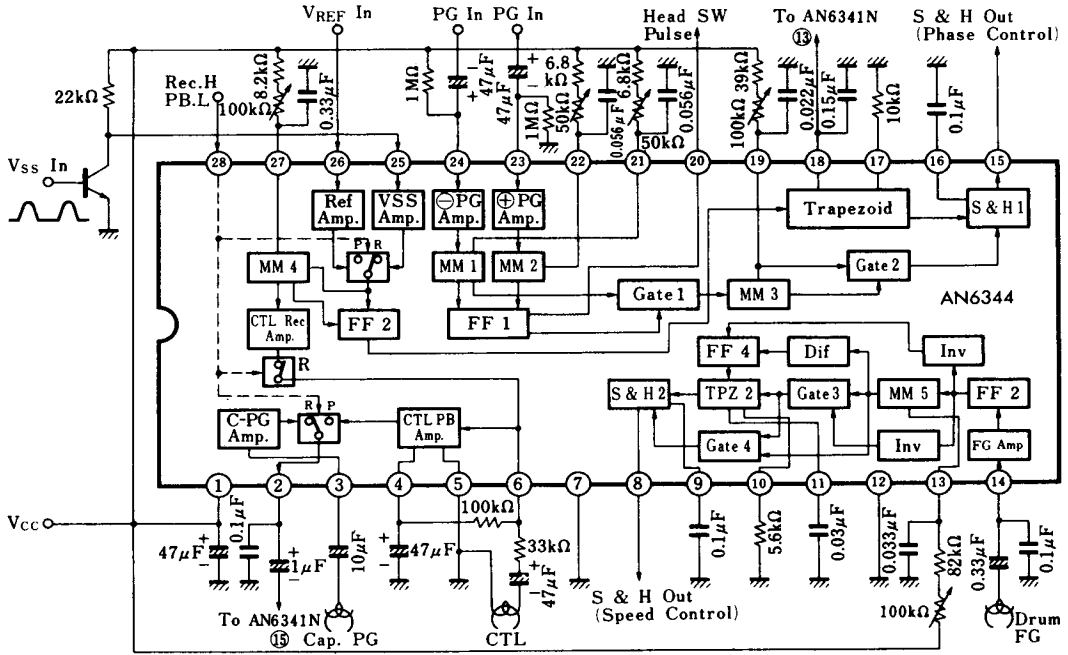 VREF In
PG In PG In
Head SW
Pulse
To AN6341N
⑬
S & H Out
(Phase Control)
22kΩ
Rec.H
PB.L
8.2kΩ
100kΩ
0.33µF
1MΩ
−
47µF
+
+
47µF
−
1MΩ
6.8
kΩ
50kΩ
0.056µF
6.8kΩ
50kΩ
0.056µF
39kΩ
100kΩ
0.022µF
0.15µF
10kΩ
0.1µF
VSS In
28 27 26 25 24 23 22 21 20 19 18 17 16 15
Ref
Amp.
VSS
Amp.
⊖PG
Amp.
⊕PG
Amp.
Trapezoid
S & H 1
P R
MM 4
MM 1
MM 2
Gate 2
Gate 1
MM 3
AN6344
CTL Rec
Amp.
FF 2
FF 1
R
FF 4
Dif
Inv
S & H 2
TPZ 2
Gate 3
MM 5
FF 2
R P
C-PG
Amp.
CTL PB
Amp.
Gate 4
Inv
FG Amp
1 2 3 4 5 6 7 8 9 10 11 12 13 14
VCC
47µF
+
−
0.1µF
+
1µF
−
10µF
+
47µF
−
100kΩ
33kΩ
+
47µF
−
0.1µF
5.6kΩ
0.03µF
0.033µF
82kΩ
100kΩ
0.33µF
0.1µF
S & H Out
(Speed Control)
To AN6341N
⑮
Cap. PG
CTL
Drum
FG